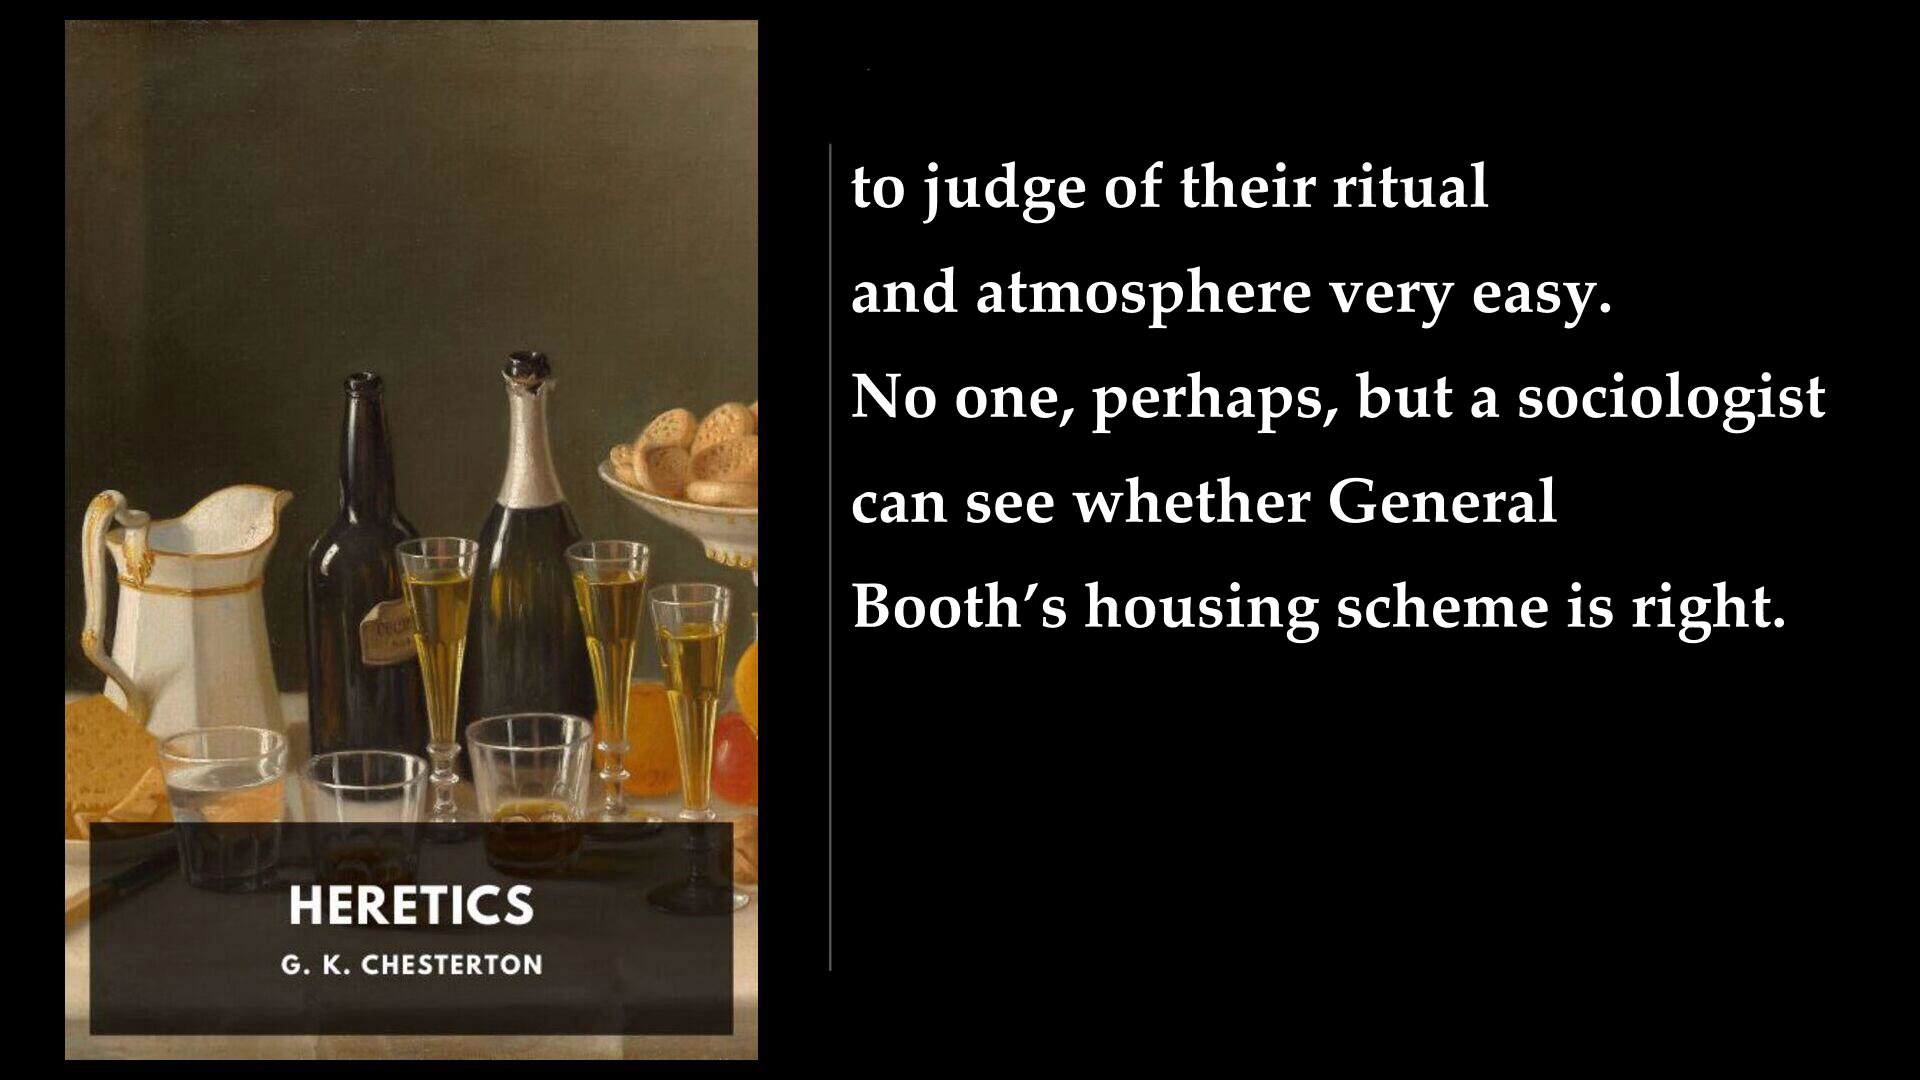 to judge of their ritual
and atmosphere very easy.
No one, perhaps, but a sociologist
can see whether General
Booth’s housing scheme is right.
HERETICS
G. K. CHESTERTON